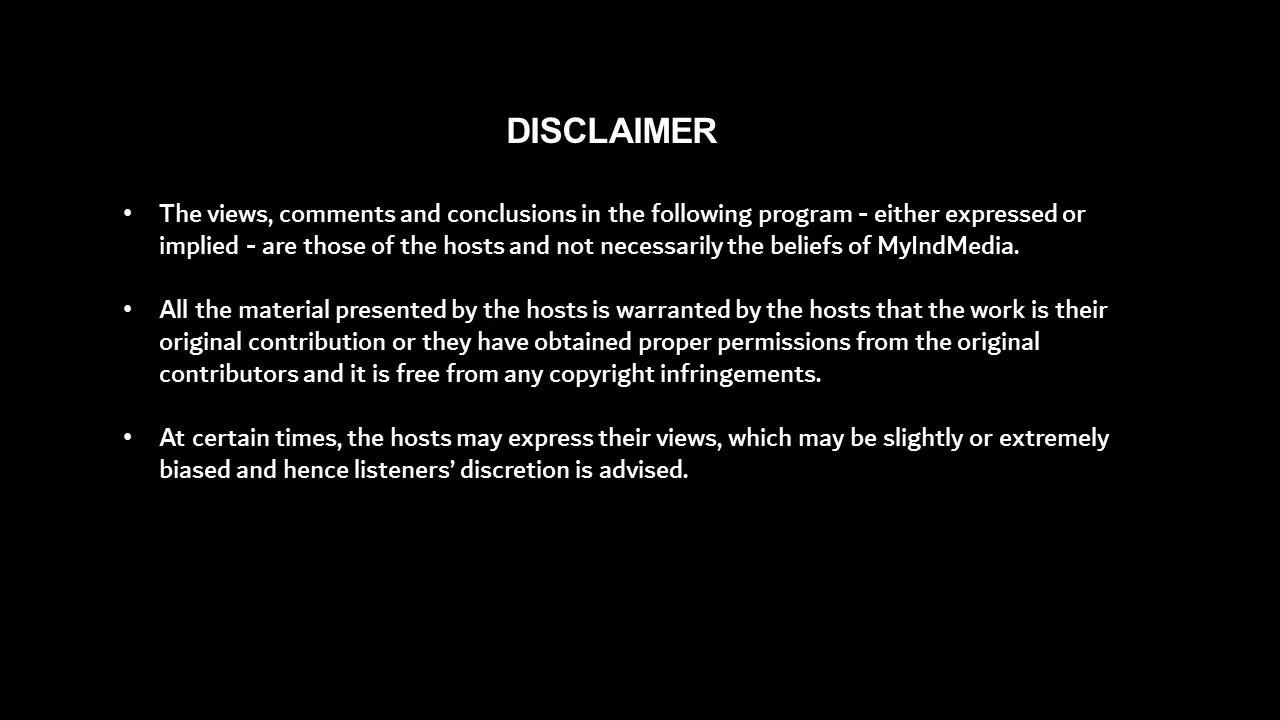 DISCLAIMER
• The views, comments and conclusions in the following program - either expressed or
implied - are those of the hosts and not necessarily the beliefs of MyIndMedia.
• All the material presented by the hosts is warranted by the hosts that the work is their
original contribution or they have obtained proper permissions from the original
contributors and it is free from any copyright infringements.
• At certain times, the hosts may express their views, which may be slightly or extremely
biased and hence listeners’ discretion is advised.